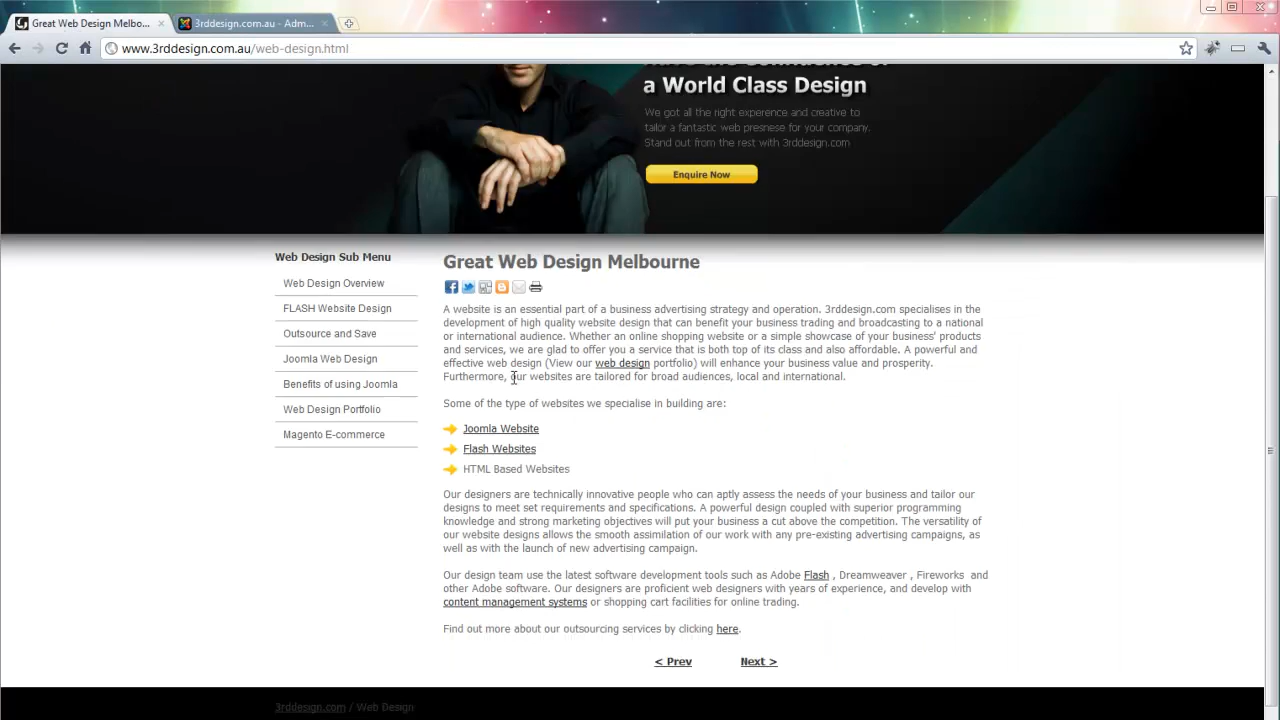 Great Web Design Melbo...
3rddesign.com.au - Adm...
www.3rddesign.com.au/web-design.html
a World Class Design
We got all the right experence and creative to
tailor a fantastic web presnese for your company.
Stand out from the rest with 3rddesign.com
Enquire Now
Web Design Sub Menu
Web Design Overview
FLASH Website Design
Outsource and Save
Joomla Web Design
Benefits of using Joomla
Web Design Portfolio
Magento E-commerce
Great Web Design Melbourne
A website is an essential part of a business advertising strategy and operation. 3rddesign.com specialises in the
development of high quality website design that can benefit your business trading and broadcasting to a national
or international audience. Whether an online shopping website or a simple showcase of your business' products
and services, we are glad to offer you a service that is both top of its class and also affordable. A powerful and
effective web design (View our web design portfolio) will enhance your business value and prosperity.
Furthermore, our websites are tailored for broad audiences, local and international.
Some of the type of websites we specialise in building are:
Joomla Website
Flash Websites
HTML Based Websites
Our designers are technically innovative people who can aptly assess the needs of your business and tailor our
designs to meet set requirements and specifications. A powerful design coupled with superior programming
knowledge and strong marketing objectives will put your business a cut above the competition. The versatility of
our website designs allows the smooth assimilation of our work with any pre-existing advertising campaigns, as
well as with the launch of new advertising campaign.
Our design team use the latest software development tools such as Adobe Flash , Dreamweaver , Fireworks and
other Adobe software. Our designers are proficient web designers with years of experience, and develop with
content management systems or shopping cart facilities for online trading.
Find out more about our outsourcing services by clicking here.
< Prev
Next >
3rddesign.com / Web Design